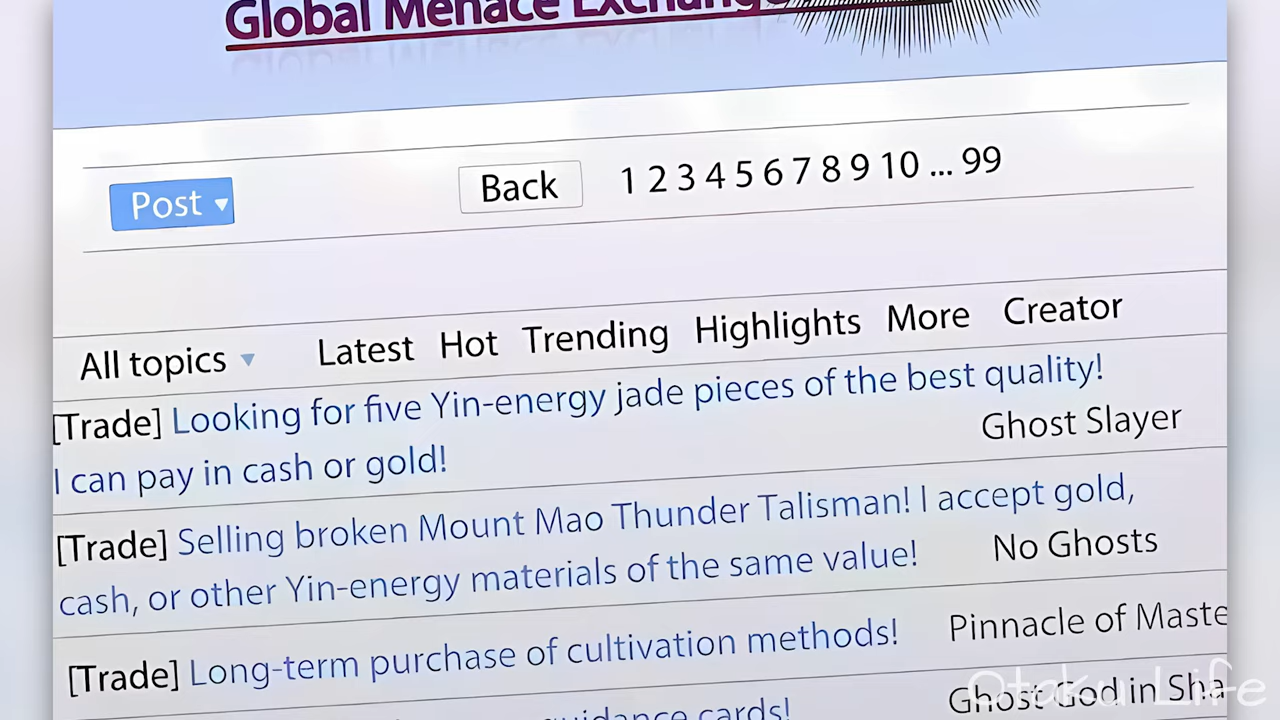 Global Menace Exchange
Post
Back 1 2 3 4 5 6 7 8 9 10 ... 99
All topics Latest Hot Trending Highlights More Creator
[Trade] Looking for five Yin-energy jade pieces of the best quality!
I can pay in cash or gold!
Ghost Slayer
[Trade] Selling broken Mount Mao Thunder Talisman! I accept gold,
cash, or other Yin-energy materials of the same value!
No Ghosts
[Trade] Long-term purchase of cultivation methods!
Pinnacle of Maste
cards!
Ghost God in Sha
Otaku Life